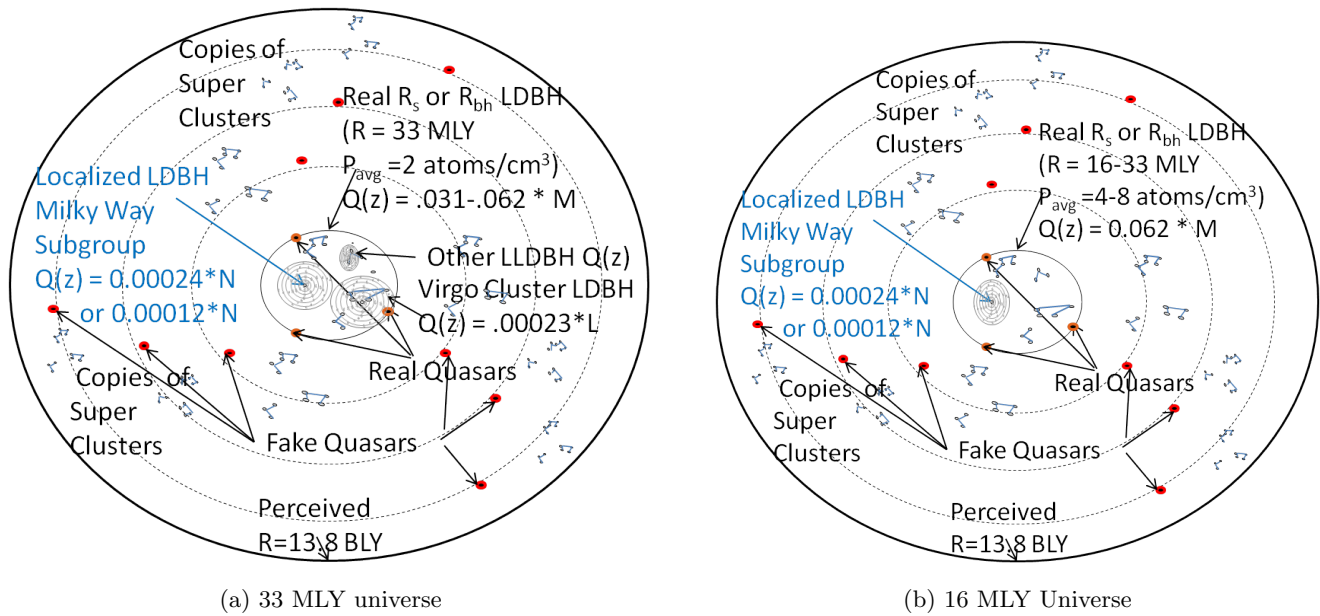 Copies of
Super
Clusters
Real Rs or Rbh LDBH
(R = 33 MLY
Pavg =2 atoms/cm3)
Q(z) = .031-.062 * M
Localized LDBH
Milky Way
Subgroup
Q(z) = 0.00024*N
or 0.00012*N
Other LLDBH Q(z)
Virgo Cluster LDBH
Q(z) = .00023*L
Real Quasars
Copies of
Super
Clusters
Fake Quasars
Perceived
R=13.8 BLY
(a) 33 MLY universe
Copies of
Super
Clusters
Real Rs or Rbh LDBH
(R = 16-33 MLY
Pavg =4-8 atoms/cm3)
Q(z) = 0.062 * M
Localized LDBH
Milky Way
Subgroup
Q(z) = 0.00024*N
or 0.00012*N
Real Quasars
Copies of
Super
Clusters
Fake Quasars
Perceived
R=13.8 BLY
(b) 16 MLY Universe